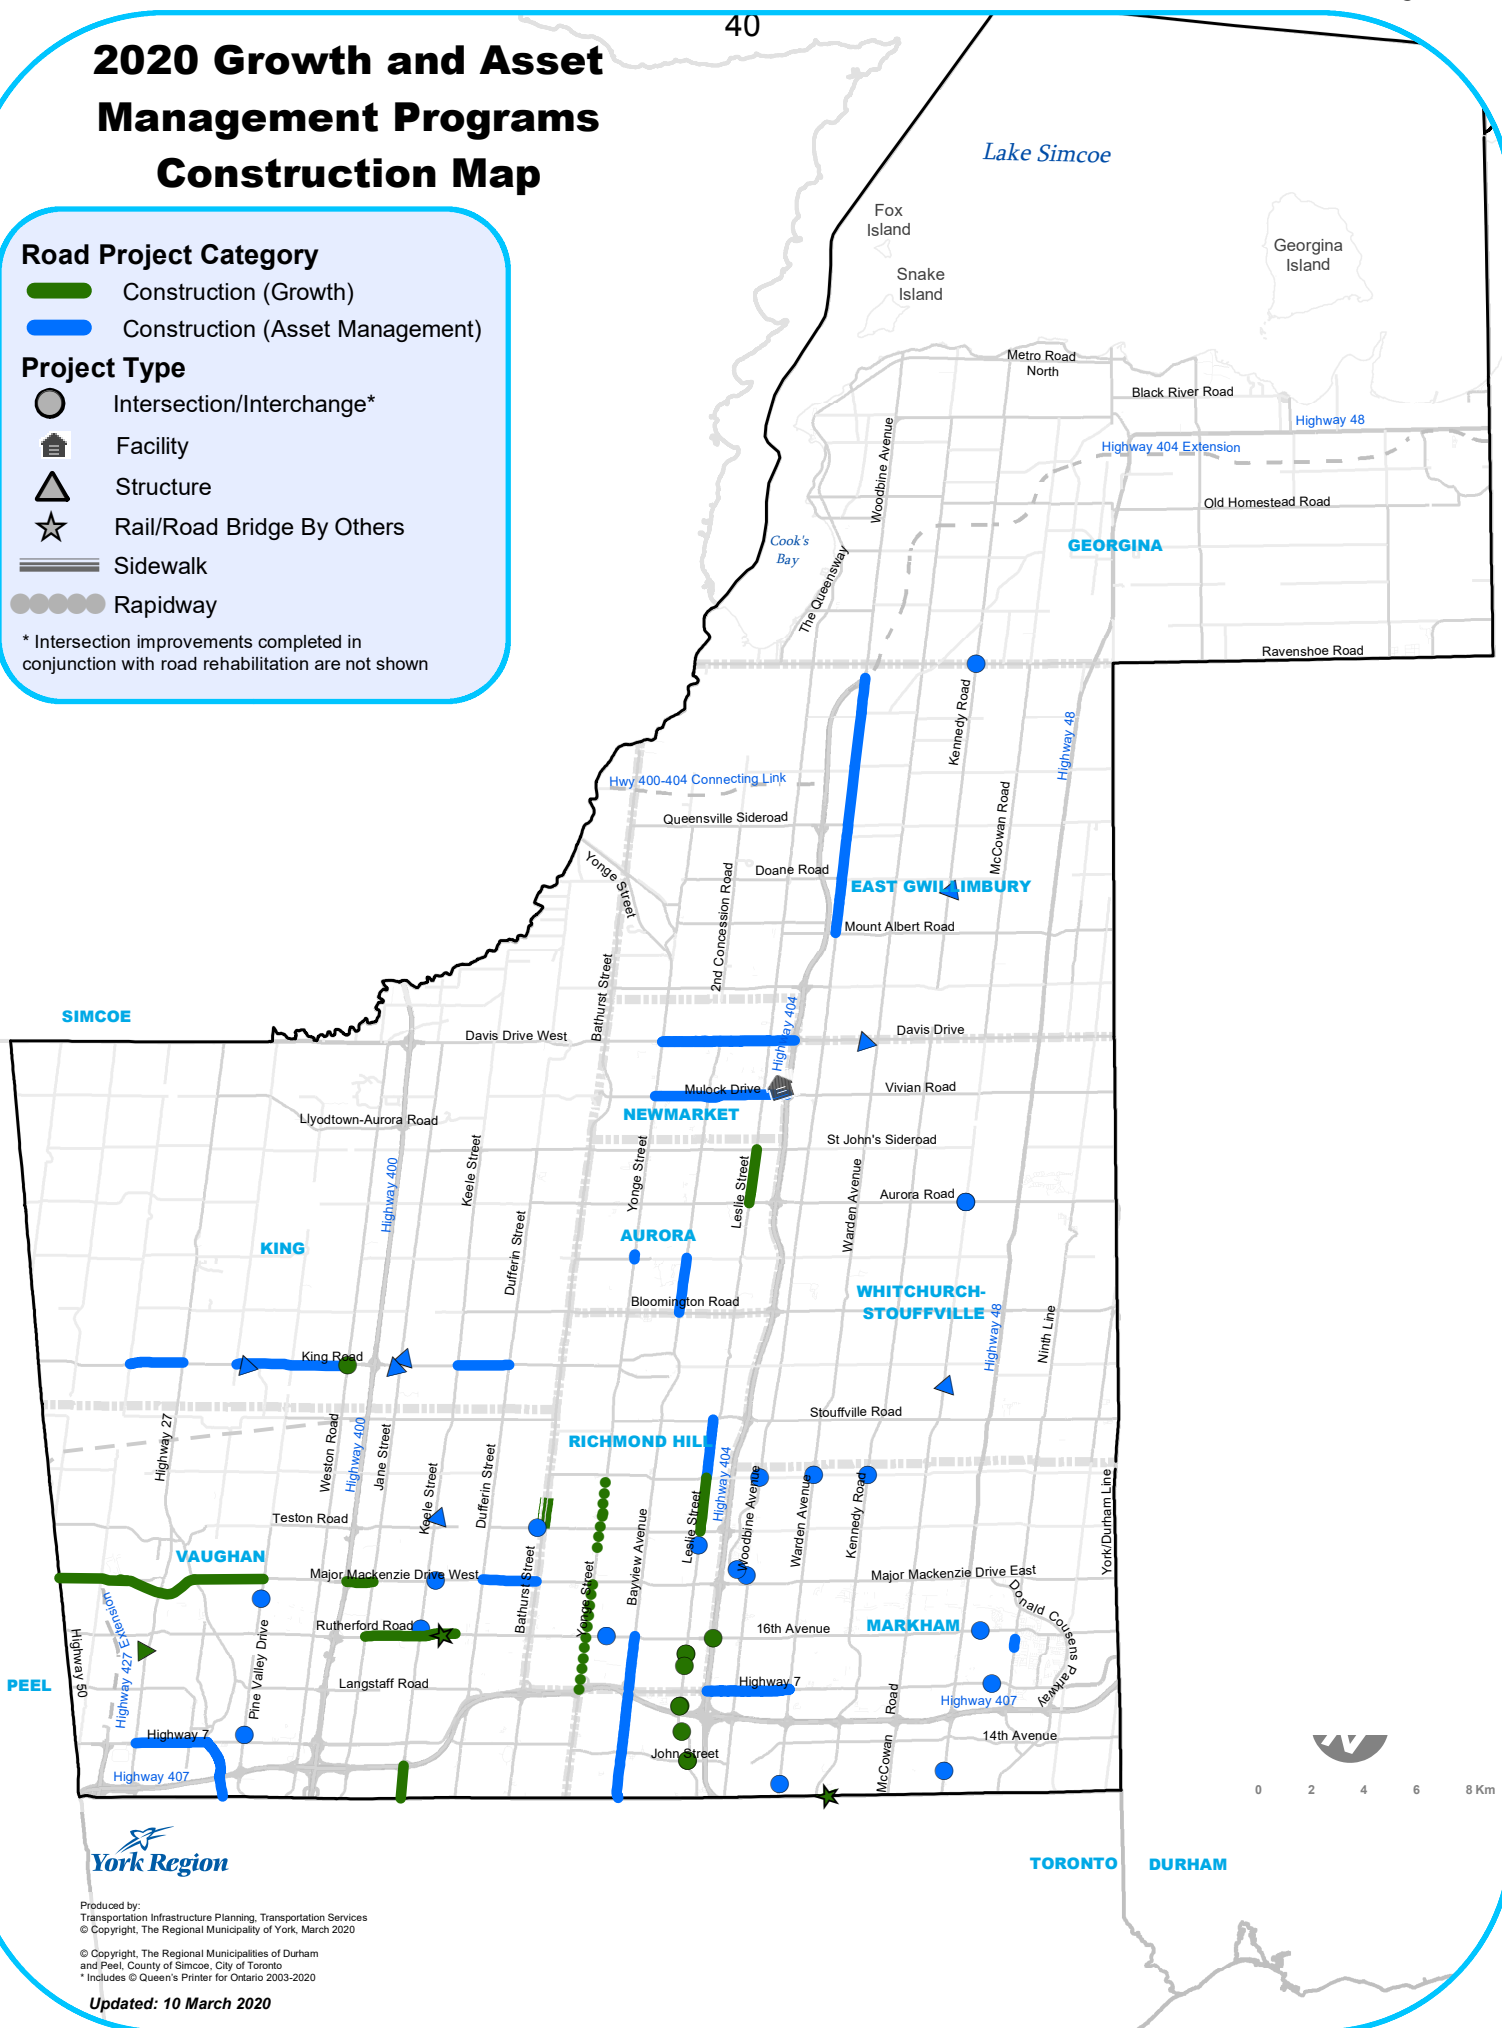 40
2020 Growth and Asset
Management Programs
Construction Map
Road Project Category
Construction (Growth)
Construction (Asset Management)
Project Type
Intersection/Interchange*
Facility
Structure
Rail/Road Bridge By Others
Sidewalk
Rapidway
* Intersection improvements completed in
conjunction with road rehabilitation are not shown
Lake Simcoe
Fox
Island
Snake
Island
Georgina
Island
Metro Road
North
Black River Road
Highway 48
Highway 404 Extension
Woodbine Avenue
Old Homestead Road
Cook's
Bay
GEORGINA
The Queensway
Ravenshoe Road
Kennedy Road
Highway 48
Hwy 400-404 Connecting Link
McCowan Road
Queensville Sideroad
Yonge Street
Doane Road
2nd Concession Road
EAST GWILLIMBURY
Mount Albert Road
Bathurst Street
SIMCOE
Highway 404
Davis Drive West
Davis Drive
Mulock Drive
Vivian Road
NEWMARKET
Llyodtown-Aurora Road
St John's Sideroad
Highway 400
Keele Street
Yonge Street
Leslie Street
Warden Avenue
Aurora Road
Dufferin Street
AURORA
KING
WHITCHURCH-
STOUFFVILLE
Bloomington Road
Highway 48
Ninth Line
King Road
Stouffville Road
Highway 27
Weston Road
Highway 400
Jane Street
RICHMOND HILL
Highway 404
Keele Street
Dufferin Street
Leslie Street
Woodbine Avenue
Warden Avenue
Kennedy Road
York/Durham Line
Teston Road
Bayview Avenue
VAUGHAN
Major Mackenzie Drive West
Bathurst Street
Yonge Street
Major Mackenzie Drive East
Donald Cousens Parkway
Highway 427 Extension
Rutherford Road
16th Avenue
MARKHAM
Highway 50
Pine Valley Drive
PEEL
Langstaff Road
Highway 7
Highway 407
McCowan Road
Highway 7
John Street
14th Avenue
Highway 407
0 2 4 6 8 Km
York Region
TORONTO
DURHAM
Produced by:
Transportation Infrastructure Planning, Transportation Services
© Copyright, The Regional Municipality of York, March 2020
© Copyright, The Regional Municipalities of Durham
and Peel, County of Simcoe, City of Toronto
* Includes © Queen's Printer for Ontario 2003-2020
Updated: 10 March 2020